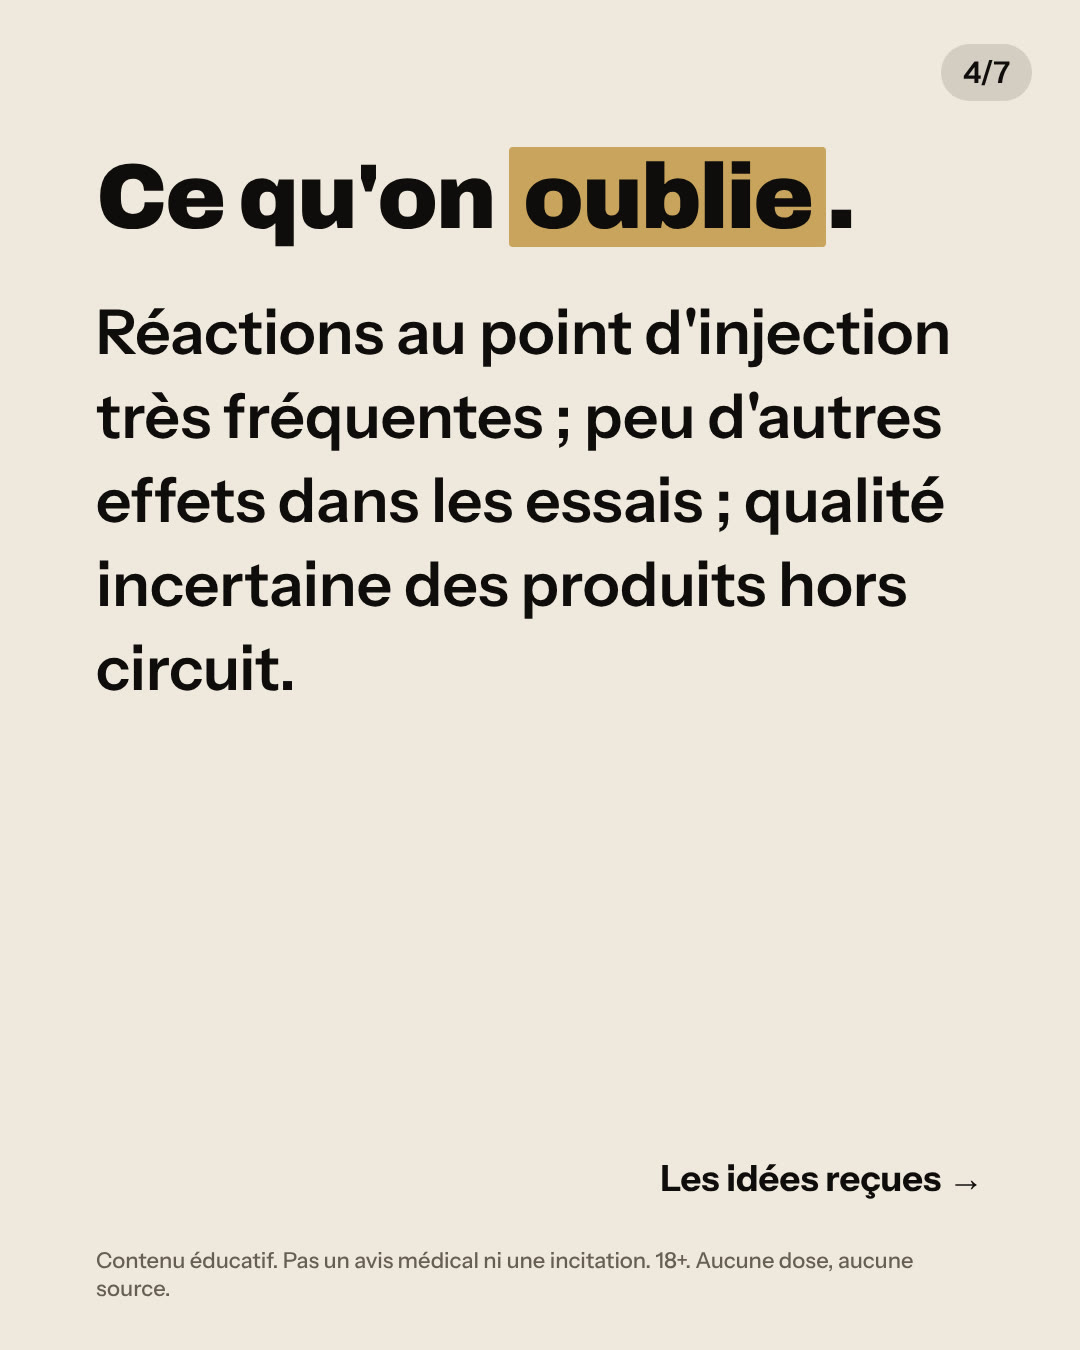 4/7
Ce qu'on oublie.
Réactions au point d'injection
très fréquentes ; peu d'autres
effets dans les essais ; qualité
incertaine des produits hors
circuit.
Les idées reçues →
Contenu éducatif. Pas un avis médical ni une incitation. 18+. Aucune dose, aucune
source.